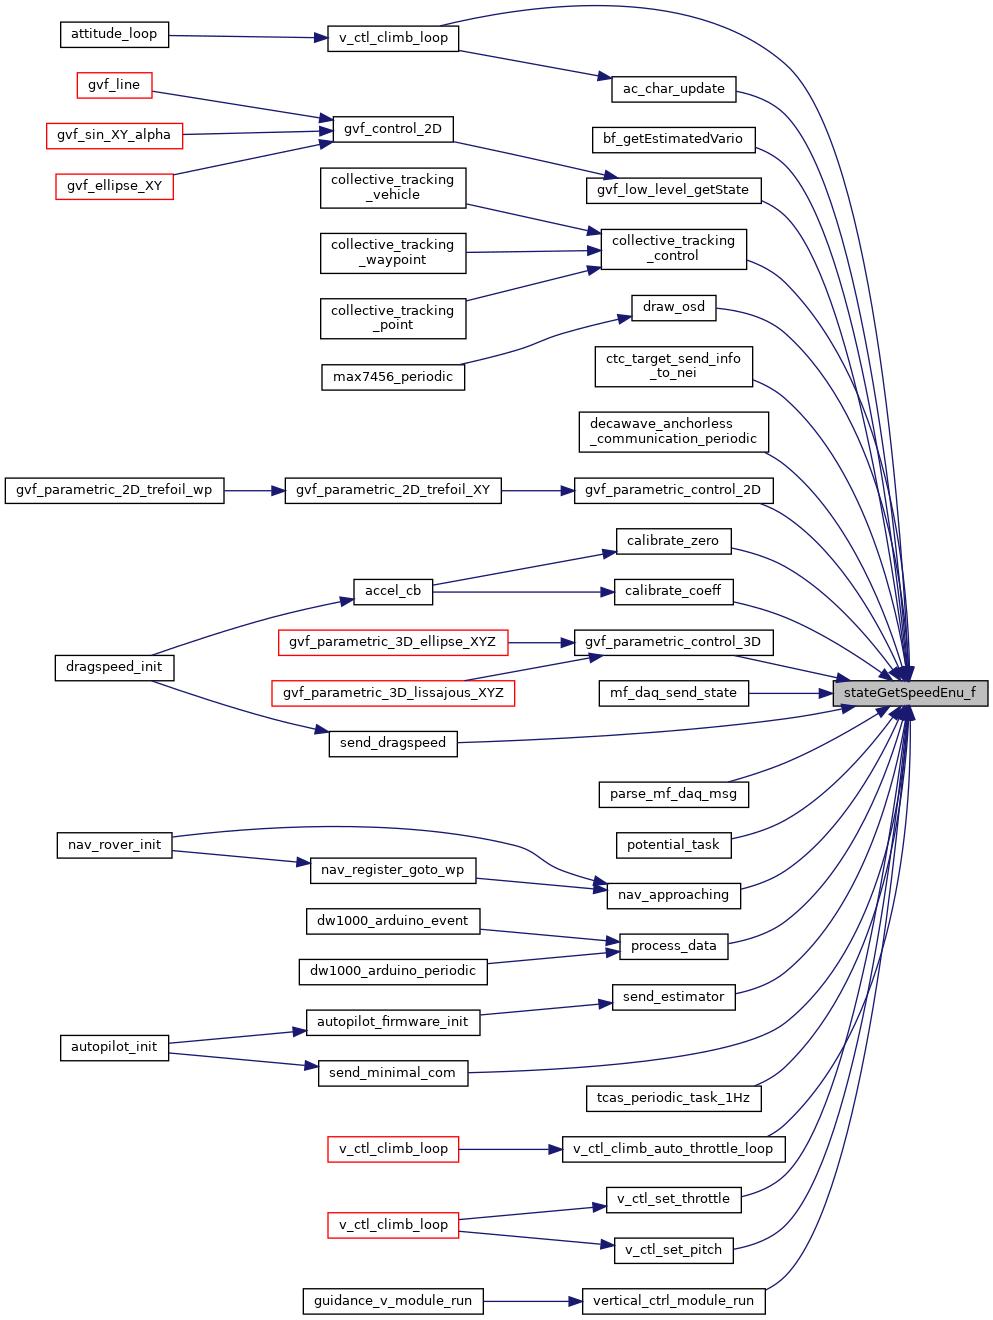 attitude_loop
v_ctl_climb_loop
gvf_line
ac_char_update
gvf_sin_XY_alpha
gvf_control_2D
bf_getEstimatedVario
gvf_ellipse_XY
gvf_low_level_getState
collective_tracking
_vehicle
collective_tracking
_waypoint
collective_tracking
_control
collective_tracking
_point
draw_osd
max7456_periodic
ctc_target_send_info
_to_nei
decawave_anchorless
_communication_periodic
gvf_parametric_2D_trefoil_wp
gvf_parametric_2D_trefoil_XY
gvf_parametric_control_2D
calibrate_zero
accel_cb
calibrate_coeff
gvf_parametric_3D_ellipse_XYZ
gvf_parametric_control_3D
dragspeed_init
gvf_parametric_3D_lissajous_XYZ
mf_daq_send_state
stateGetSpeedEnu_f
send_dragspeed
parse_mf_daq_msg
nav_rover_init
potential_task
nav_register_goto_wp
nav_approaching
dw1000_arduino_event
process_data
dw1000_arduino_periodic
send_estimator
autopilot_firmware_init
autopilot_init
send_minimal_com
tcas_periodic_task_1Hz
v_ctl_climb_loop
v_ctl_climb_auto_throttle_loop
v_ctl_set_throttle
v_ctl_climb_loop
v_ctl_set_pitch
guidance_v_module_run
vertical_ctrl_module_run